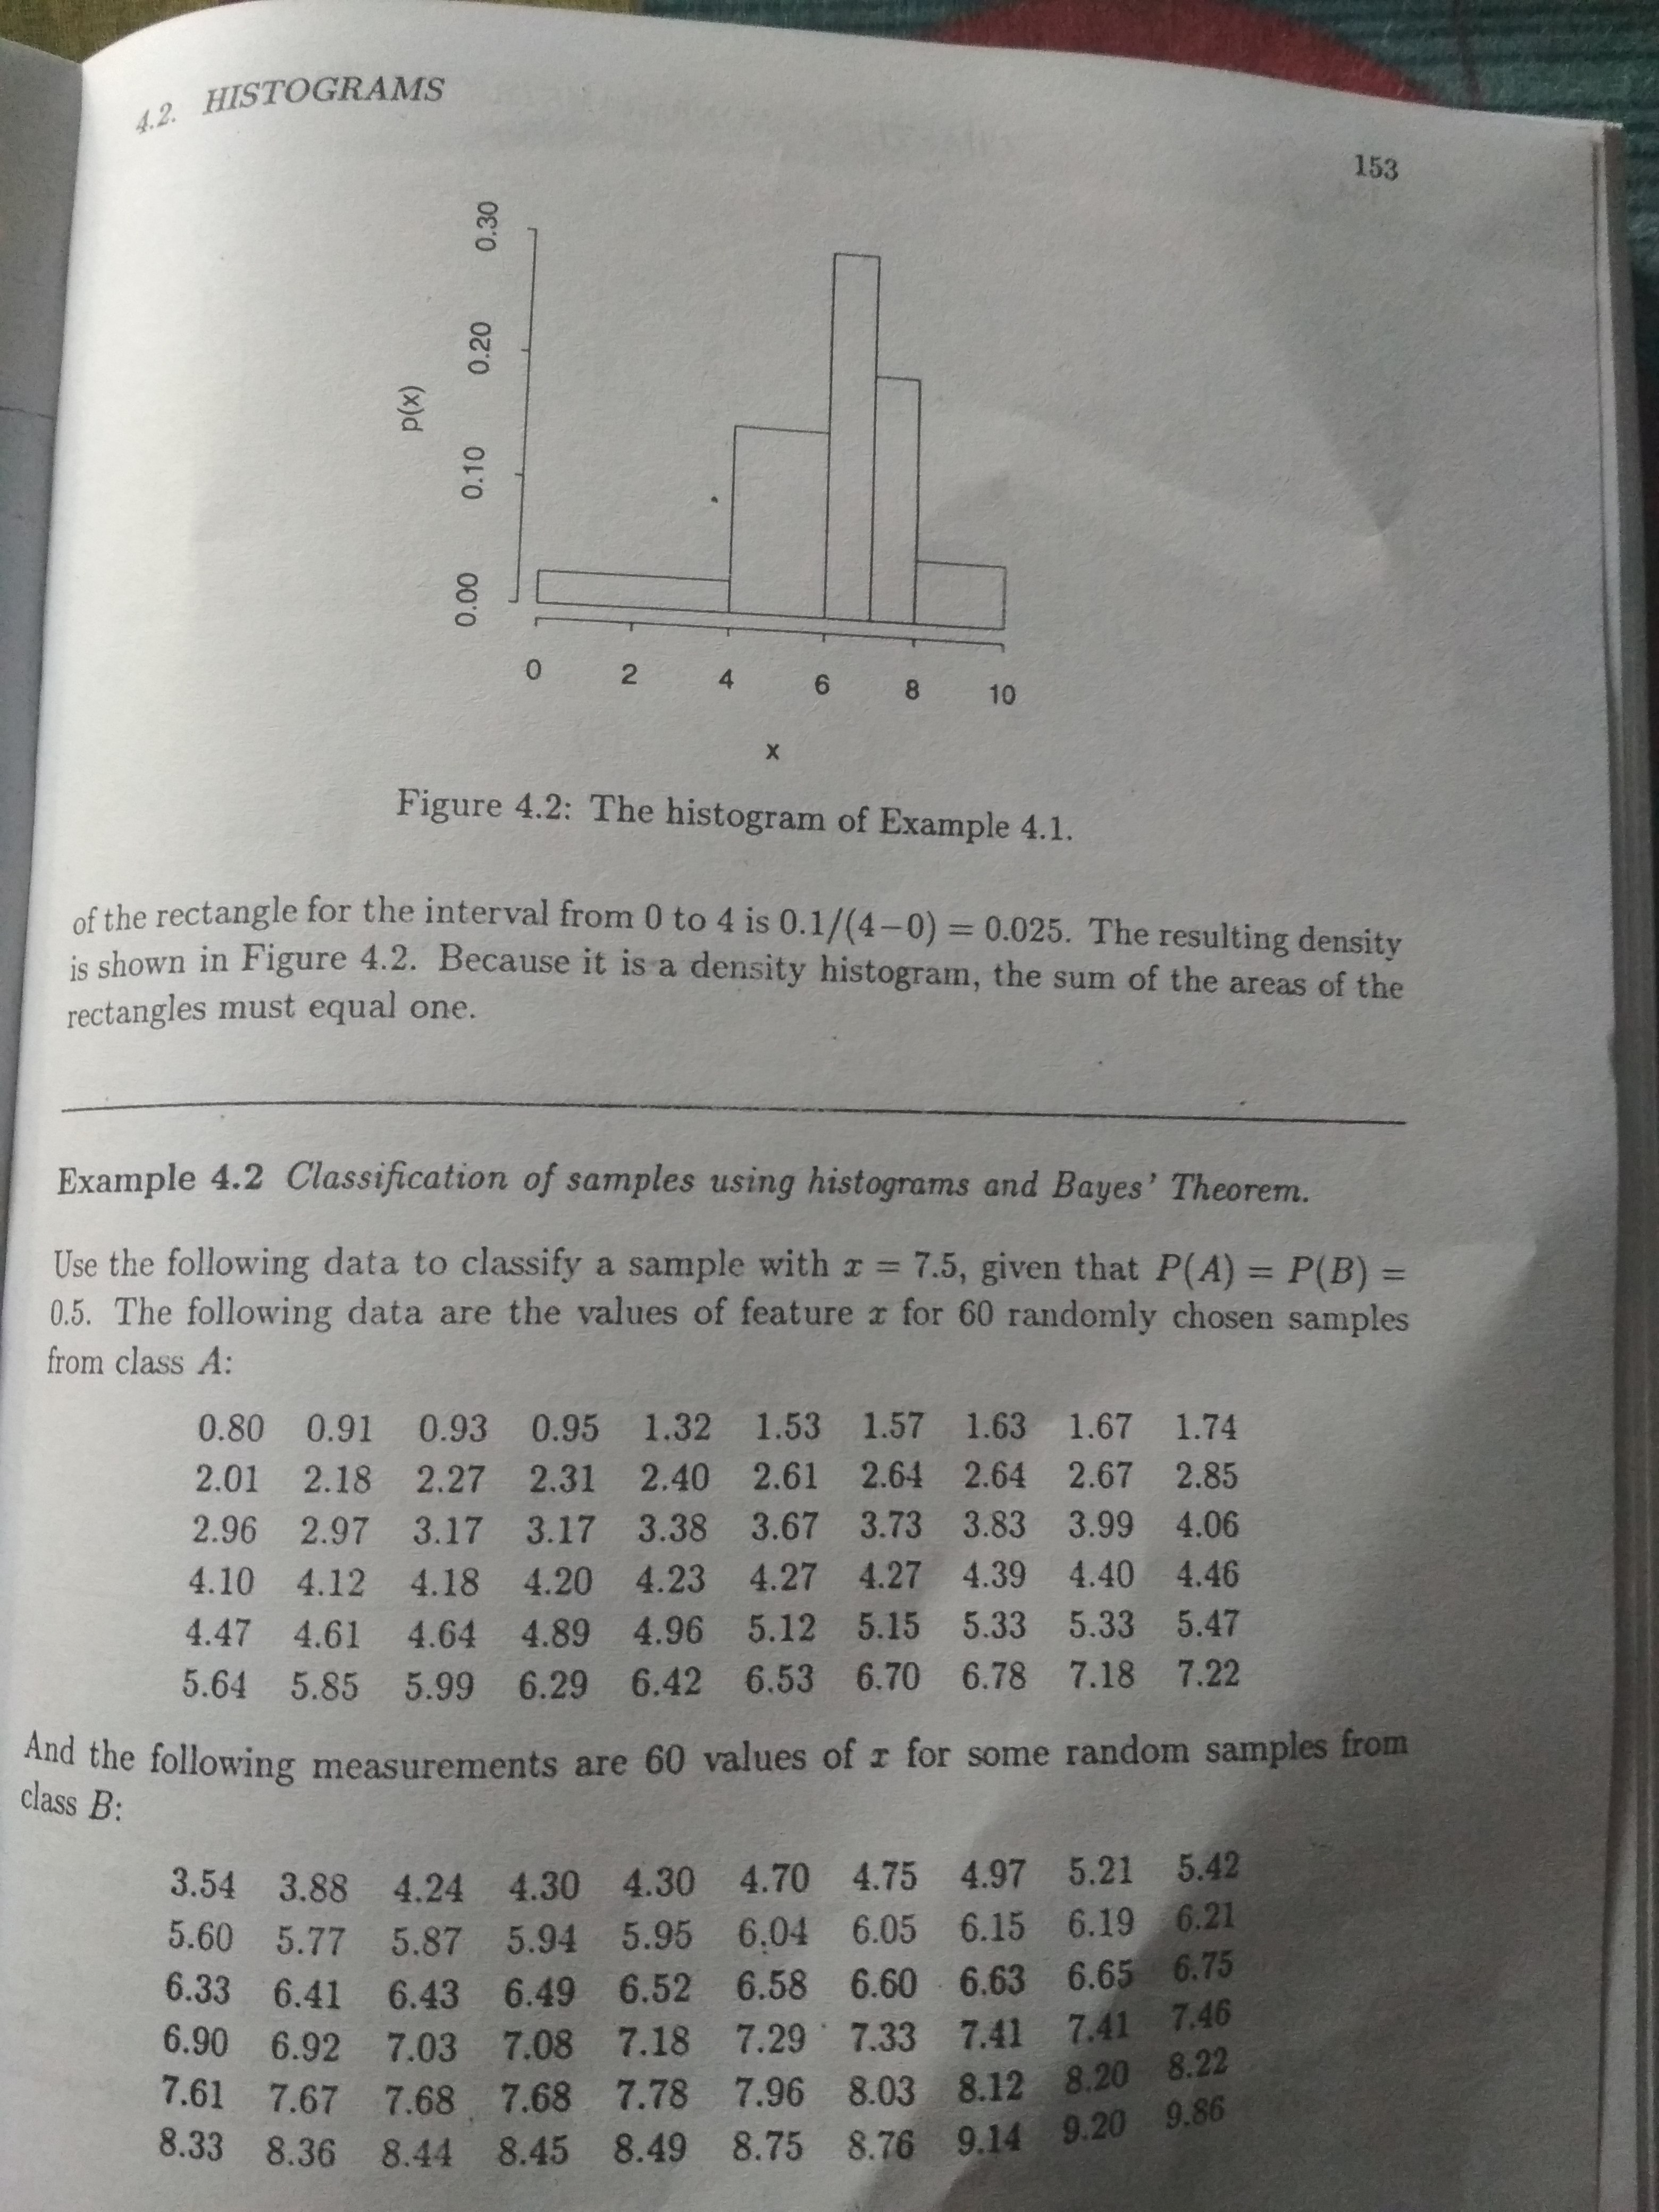 4.2. HISTOGRAMS
153
0.30
0.20
p(x)
0.10
0.00
0 2 4 6 8 10
x
Figure 4.2: The histogram of Example 4.1.
of the rectangle for the interval from 0 to 4 is 0.1/(4−0) = 0.025. The resulting density
is shown in Figure 4.2. Because it is a density histogram, the sum of the areas of the
rectangles must equal one.
Example 4.2 Classification of samples using histograms and Bayes' Theorem.
Use the following data to classify a sample with x = 7.5, given that P(A) = P(B) =
0.5. The following data are the values of feature x for 60 randomly chosen samples
from class A:
0.80 0.91 0.93 0.95 1.32 1.53 1.57 1.63 1.67 1.74
2.01 2.18 2.27 2.31 2.40 2.61 2.64 2.64 2.67 2.85
2.96 2.97 3.17 3.17 3.38 3.67 3.73 3.83 3.99 4.06
4.10 4.12 4.18 4.20 4.23 4.27 4.27 4.39 4.40 4.46
4.47 4.61 4.64 4.89 4.96 5.12 5.15 5.33 5.33 5.47
5.64 5.85 5.99 6.29 6.42 6.53 6.70 6.78 7.18 7.22
And the following measurements are 60 values of x for some random samples from
class B:
3.54 3.88 4.24 4.30 4.30 4.70 4.75 4.97 5.21 5.42
5.60 5.77 5.87 5.94 5.95 6.04 6.05 6.15 6.19 6.21
6.33 6.41 6.43 6.49 6.52 6.58 6.60 6.63 6.65 6.75
6.90 6.92 7.03 7.08 7.18 7.29 7.33 7.41 7.41 7.46
7.61 7.67 7.68 7.68 7.78 7.96 8.03 8.12 8.20 8.22
8.33 8.36 8.44 8.45 8.49 8.75 8.76 9.14 9.20 9.86